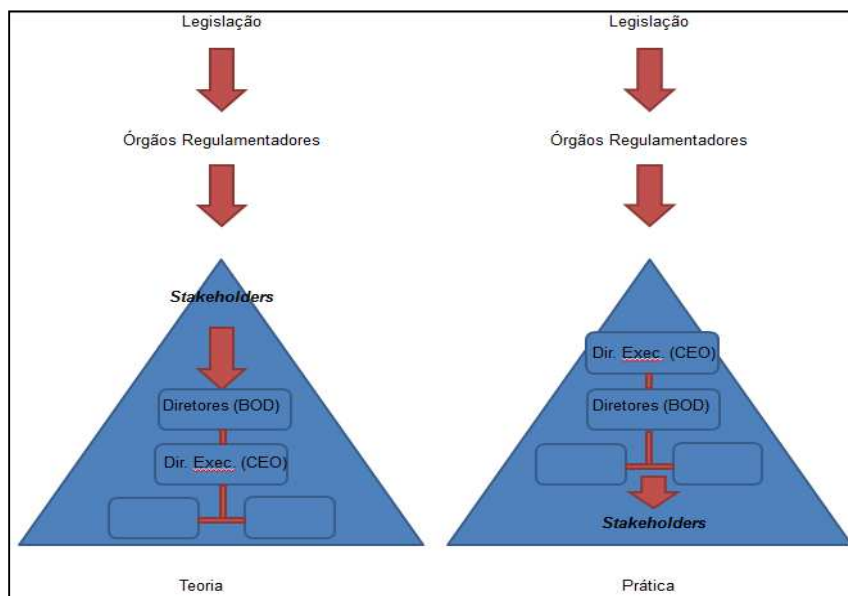 Legislação
Órgãos Regulamentadores
Stakeholders
Diretores (BOD)
Dir. Exec. (CEO)
Teoria
Legislação
Órgãos Regulamentadores
Dir. Exec. (CEO)
Diretores (BOD)
Stakeholders
Prática